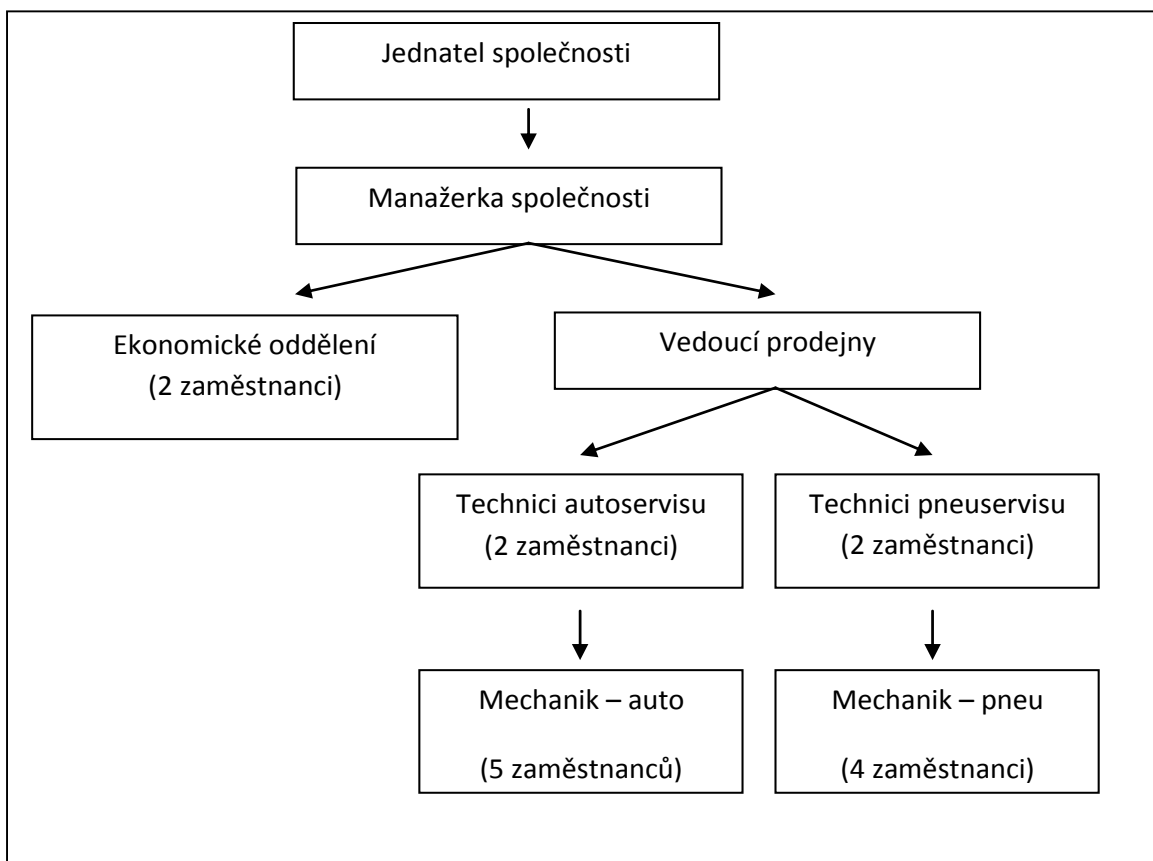 Jednatel společnosti
Manažerka společnosti
Ekonomické oddělení
(2 zaměstnanci)
Vedoucí prodejny
Technici autoservisu
(2 zaměstnanci)
Technici pneuservisu
(2 zaměstnanci)
Mechanik – auto
(5 zaměstnanců)
Mechanik – pneu
(4 zaměstnanci)